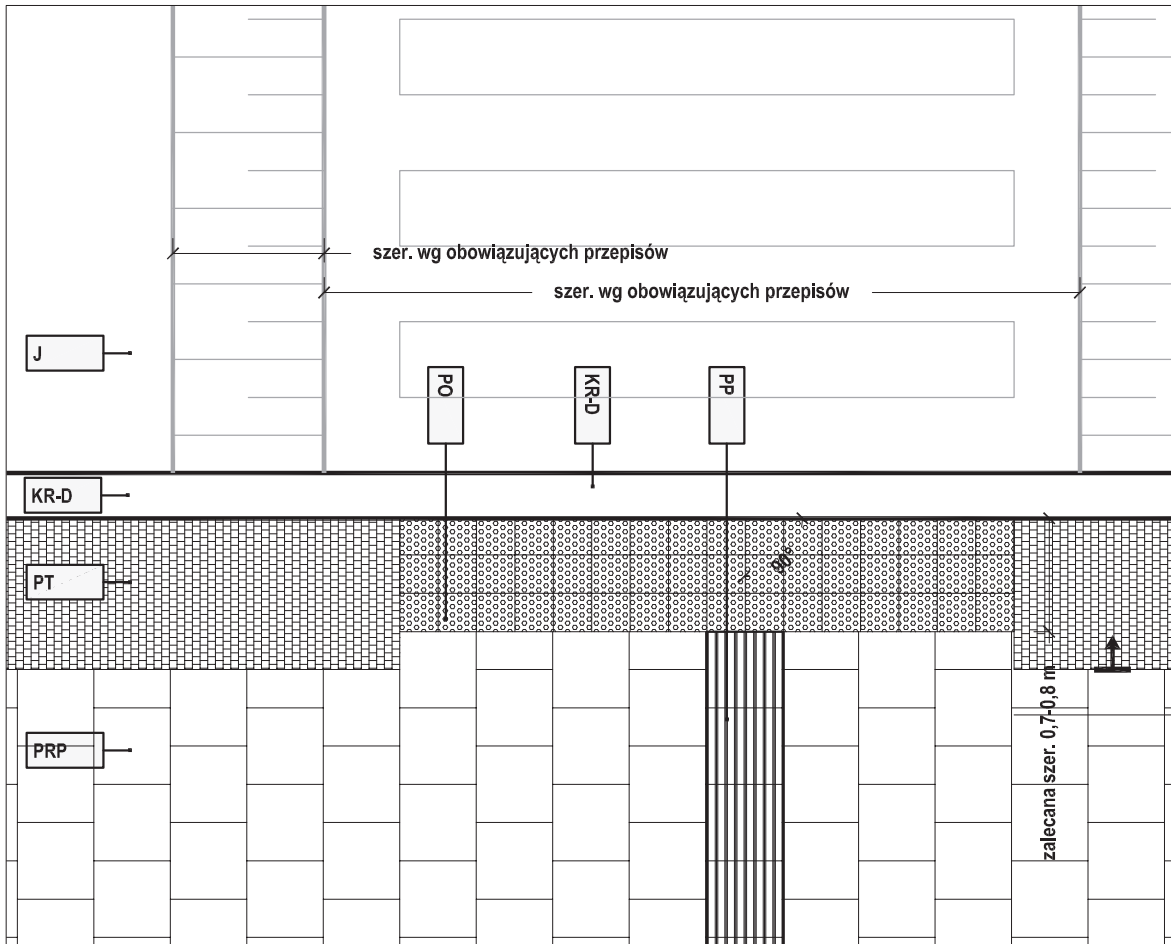 szer. wg obowiązujących przepisów
szer. wg obowiązujących przepisów
J
PO
KR-D
PP
KR-D
90°
PT
PRP
zalecana szer. 0,7-0,8 m